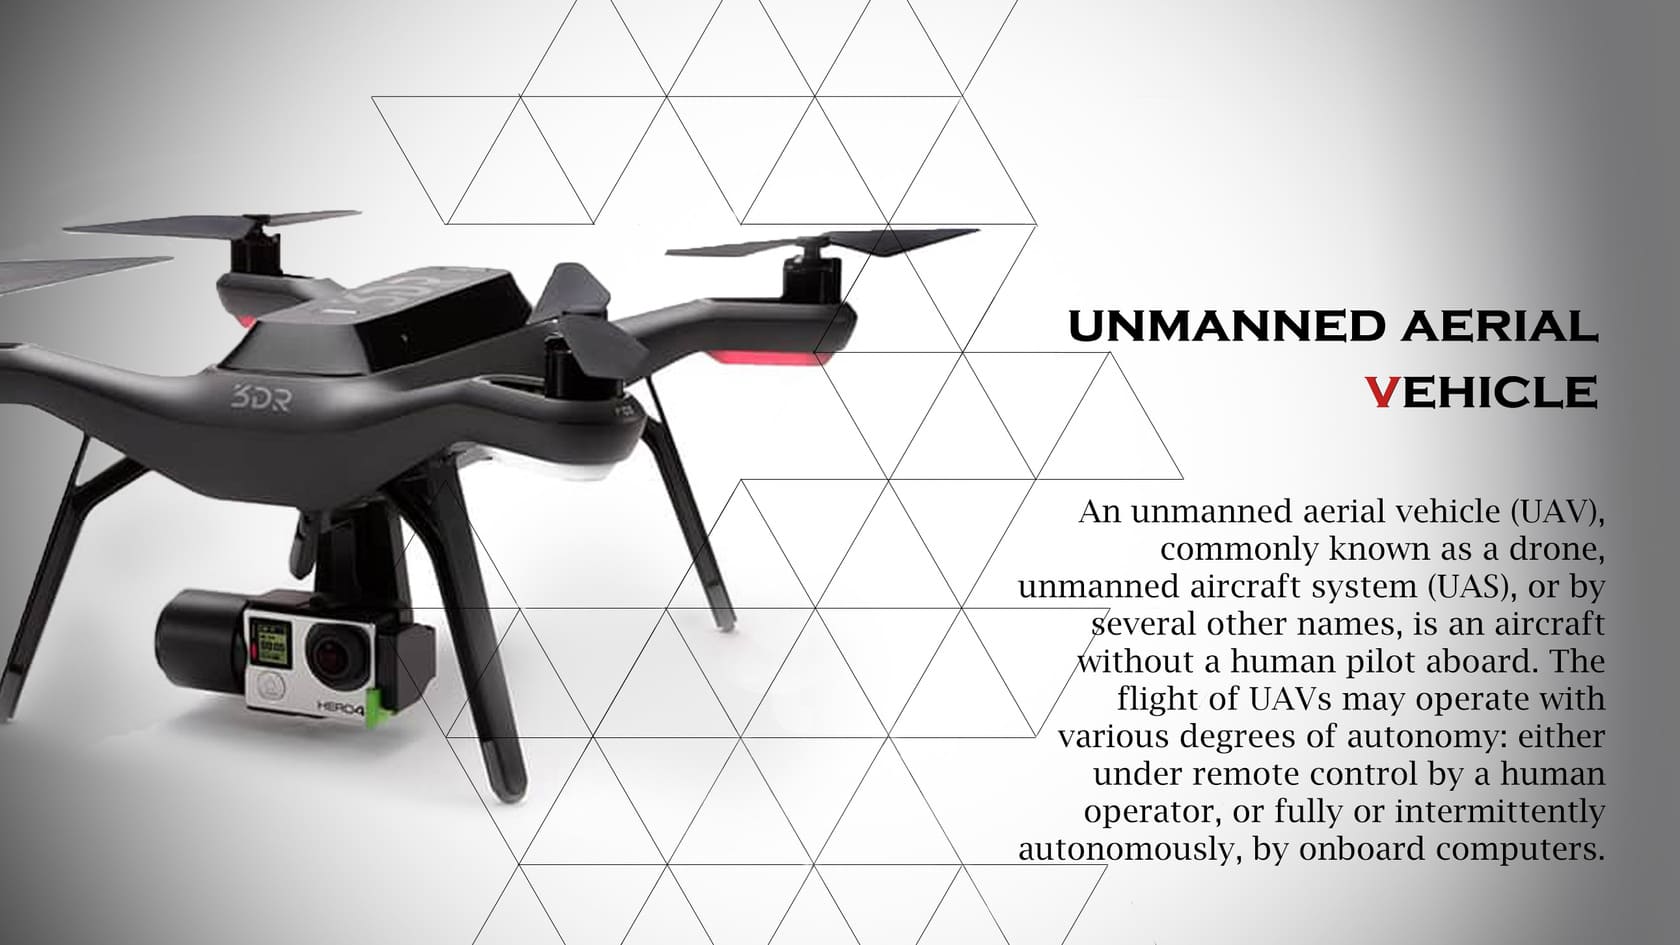 3DR
3DR
HERO4
UNMANNED AERIAL
VEHICLE
An unmanned aerial vehicle (UAV),
commonly known as a drone,
unmanned aircraft system (UAS), or by
several other names, is an aircraft
without a human pilot aboard. The
flight of UAVs may operate with
various degrees of autonomy: either
under remote control by a human
operator, or fully or intermittently
autonomously, by onboard computers.